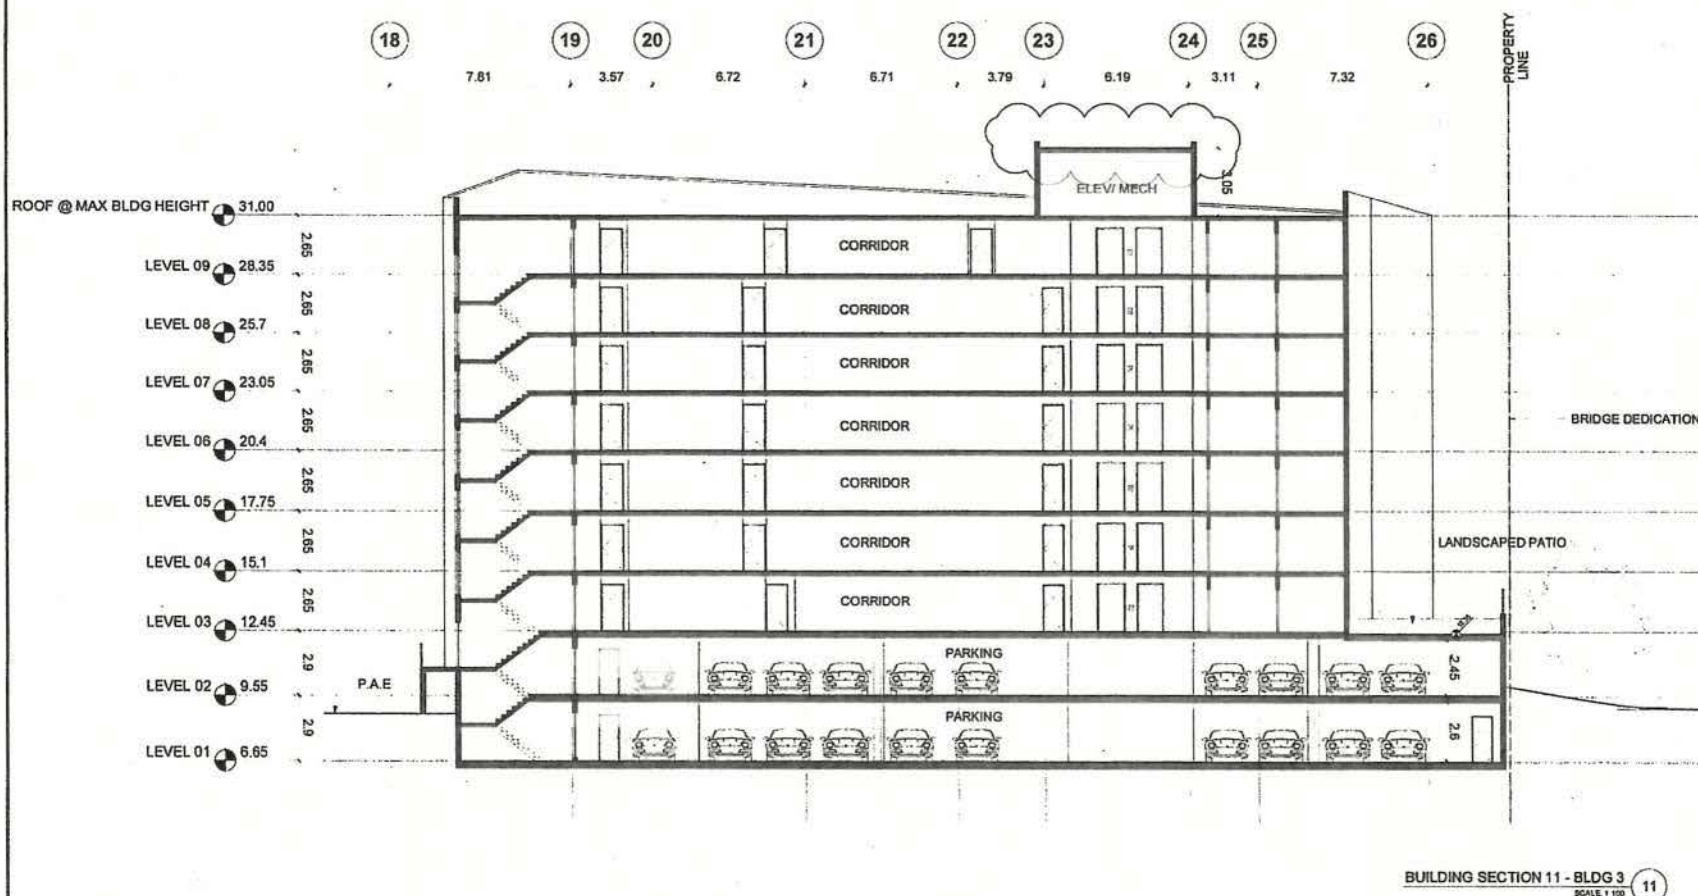 18 19 20 21 22 23 24 25 26
PROPERTY
LINE
7.81 3.57 6.72 6.71 3.79 6.19 3.11 7.32
ELEV/ MECH
3.05
ROOF @ MAX BLDG HEIGHT 31.00
2.65
CORRIDOR
LEVEL 09 28.35
2.65
CORRIDOR
LEVEL 08 25.7
2.65
CORRIDOR
LEVEL 07 23.05
2.65
CORRIDOR
BRIDGE DEDICATION
LEVEL 06 20.4
2.65
CORRIDOR
LEVEL 05 17.75
2.65
CORRIDOR
LANDSCAPED PATIO
LEVEL 04 15.1
2.65
CORRIDOR
LEVEL 03 12.45
2.9
PARKING
2.45
P.A.E
LEVEL 02 9.55
2.9
PARKING
2.6
LEVEL 01 6.65
BUILDING SECTION 11 - BLDG 3 11
SCALE 1:100